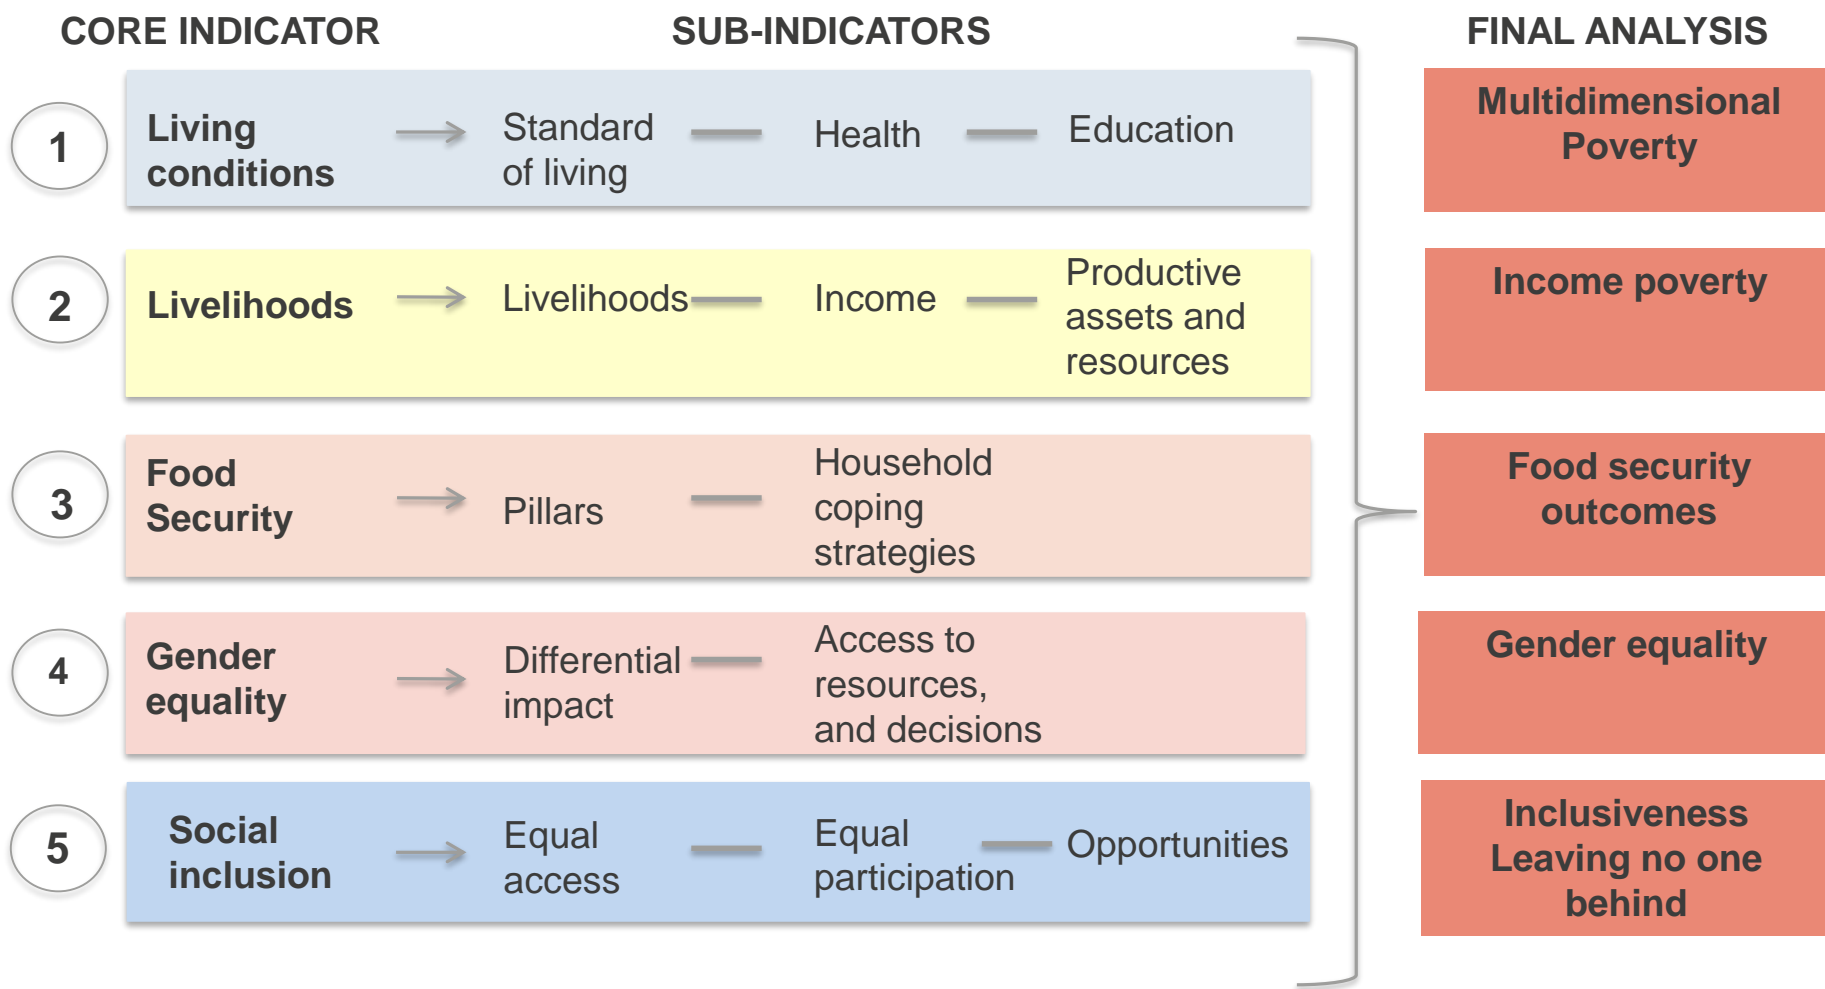 CORE INDICATOR
SUB-INDICATORS
FINAL ANALYSIS
1
Living
conditions
Standard
of living
Health
Education
Multidimensional
Poverty
2
Livelihoods
Livelihoods
Income
Productive
assets and
resources
Income poverty
3
Food
Security
Pillars
Household
coping
strategies
Food security
outcomes
4
Gender
equality
Differential
impact
Access to
resources,
and decisions
Gender equality
5
Social
inclusion
Equal
access
Equal
participation
Opportunities
Inclusiveness
Leaving no one
behind